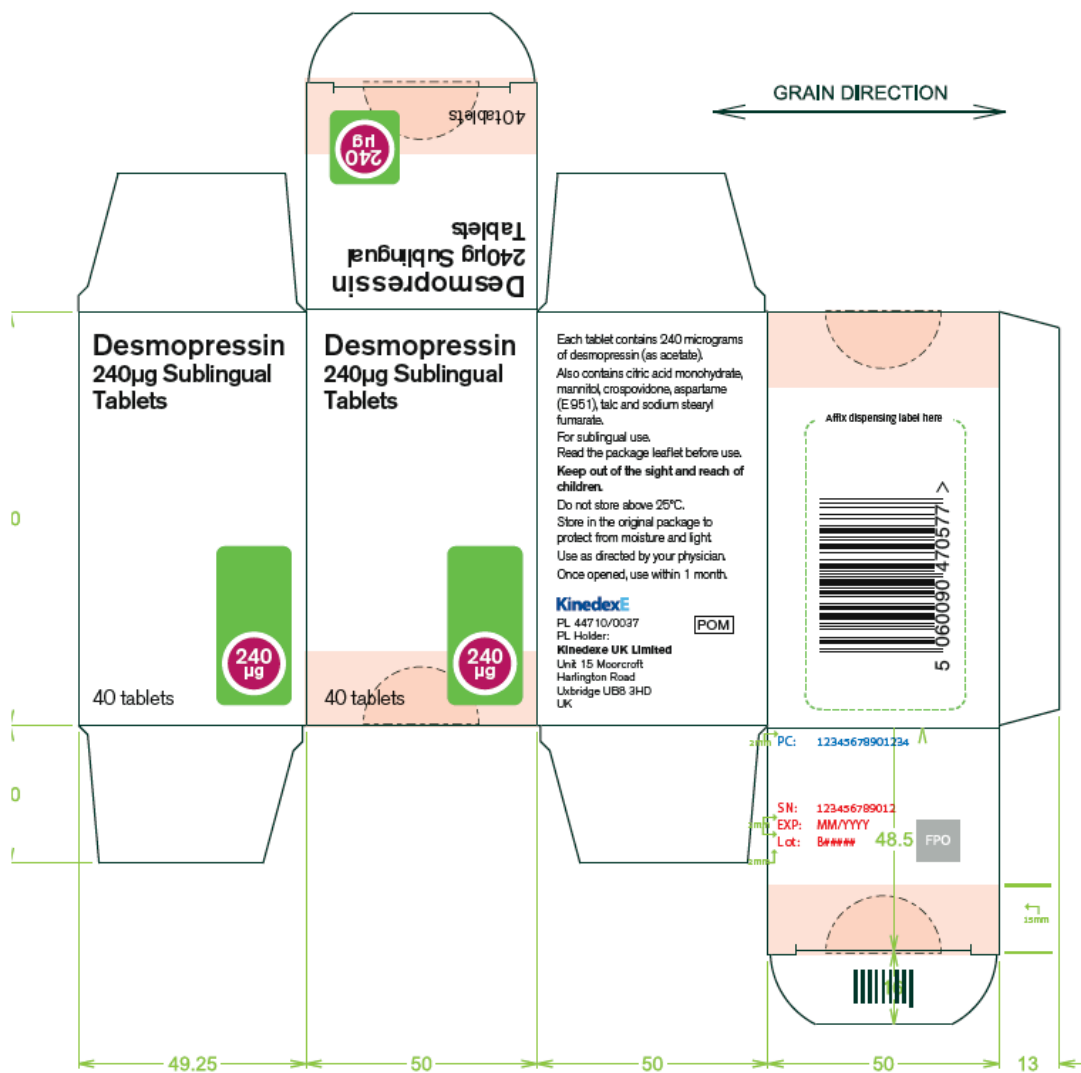 GRAIN DIRECTION
40 tablets
240
µg
Desmopressin
240µg Sublingual
Tablets
Desmopressin
240µg Sublingual
Tablets
240
µg
40 tablets
Desmopressin
240µg Sublingual
Tablets
240
µg
40 tablets
Each tablet contains 240 micrograms
of desmopressin (as acetate).
Also contains citric acid monohydrate,
mannitol, crospovidone, aspartame
(E951), talc and sodium stearyl
fumarate.
For sublingual use.
Read the package leaflet before use.
Keep out of the sight and reach of
children.
Do not store above 25°C.
Store in the original package to
protect from moisture and light.
Use as directed by your physician.
Once opened, use within 1 month.
KinedexE
PL 44710/0037
PL Holder:
Kinedexe UK Limited
Unit 15 Moorcroft
Harlington Road
Uxbridge UB8 3HD
UK
POM
Affix dispensing label here
5 060090 470577 >
0
0
2mm
PC: 12345678901234
SN: 123456789012
EXP: MM/YYYY
Lot: B#####
2mm
48.5
FPO
15mm
16
49.25
50
50
50
13